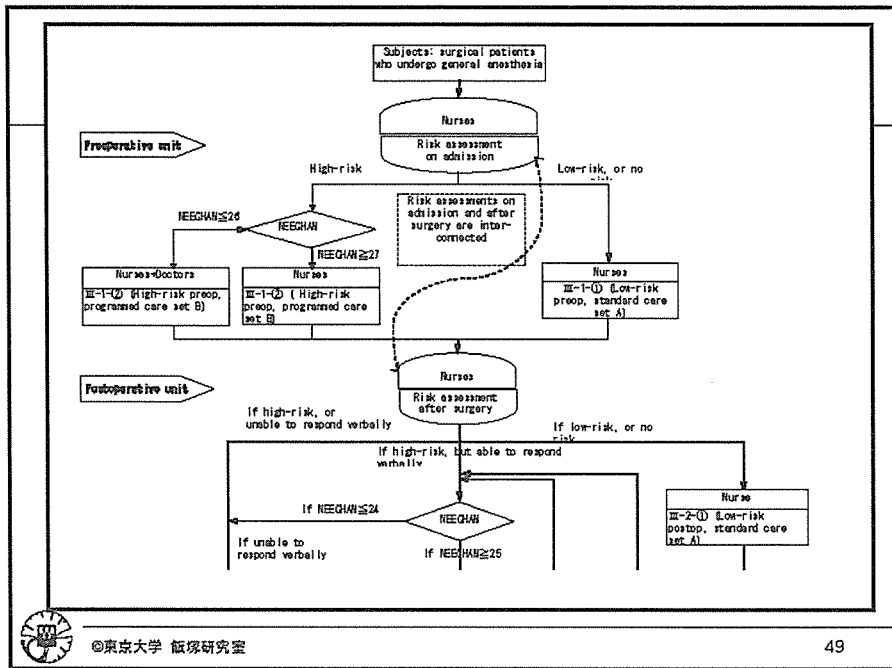 Subjects: surgical patients
who undergo general anesthesia
Nurses
Risk assessment
on admission
Preoperative unit
High-risk
Low-risk, or no
Risk assessments on
admission and after
surgery are inter-
connected
NEECHAN≦26
NEECHAN
NEECHAN≧27
Nurses+Doctors
Ⅲ-1-② (High-risk preop,
programmed care set B)
Nurses
Ⅲ-1-② ( High-risk
preop, programmed care
set B)
Nurses
Ⅲ-1-① (Low-risk
preop, standard care
set A)
Postoperative unit
Nurses
Risk assessment
after surgery
If high-risk, or
unable to respond verbally
If low-risk, or no
risk
If high-risk, but able to respond
verbally
If NEECHAN≦24
NEECHAN
If unable to
respond verbally
If NEECHAN≧25
Nurse
Ⅲ-2-① (Low-risk
postop, standard care
set A)
©東京大学 飯塚研究室
49